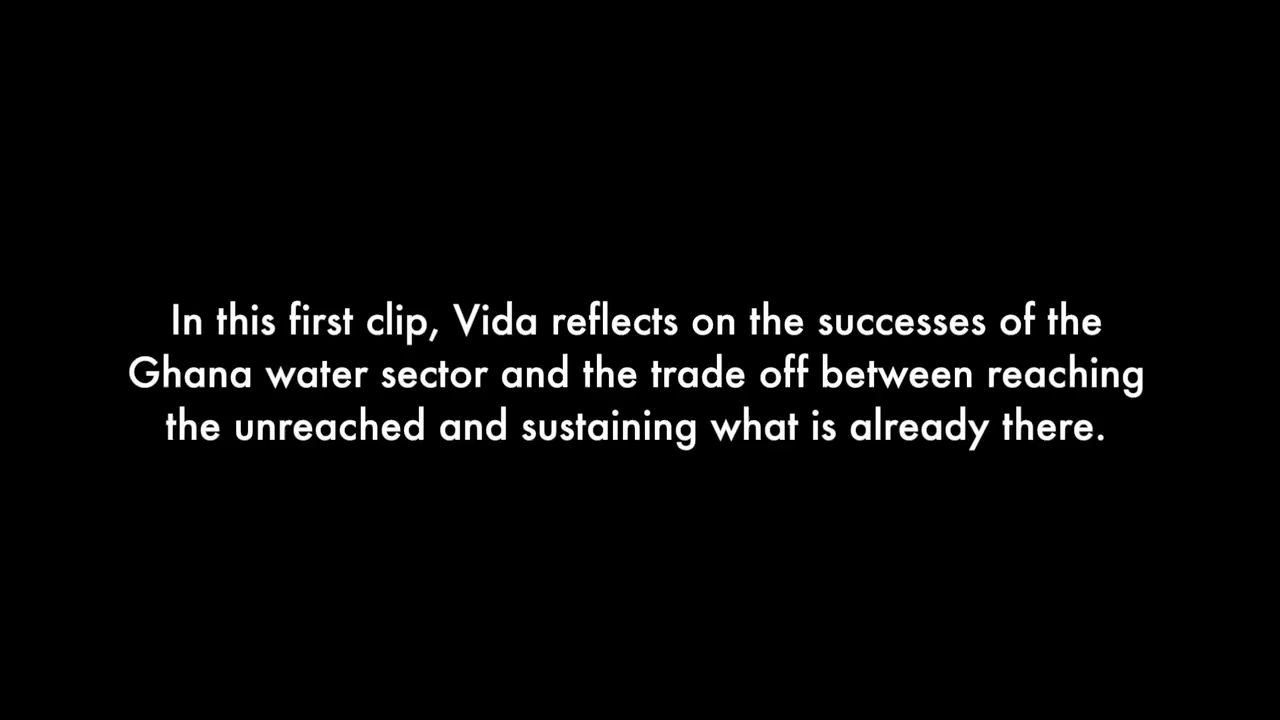 In this first clip, Vida reflects on the successes of the
Ghana water sector and the trade off between reaching
the unreached and sustaining what is already there.